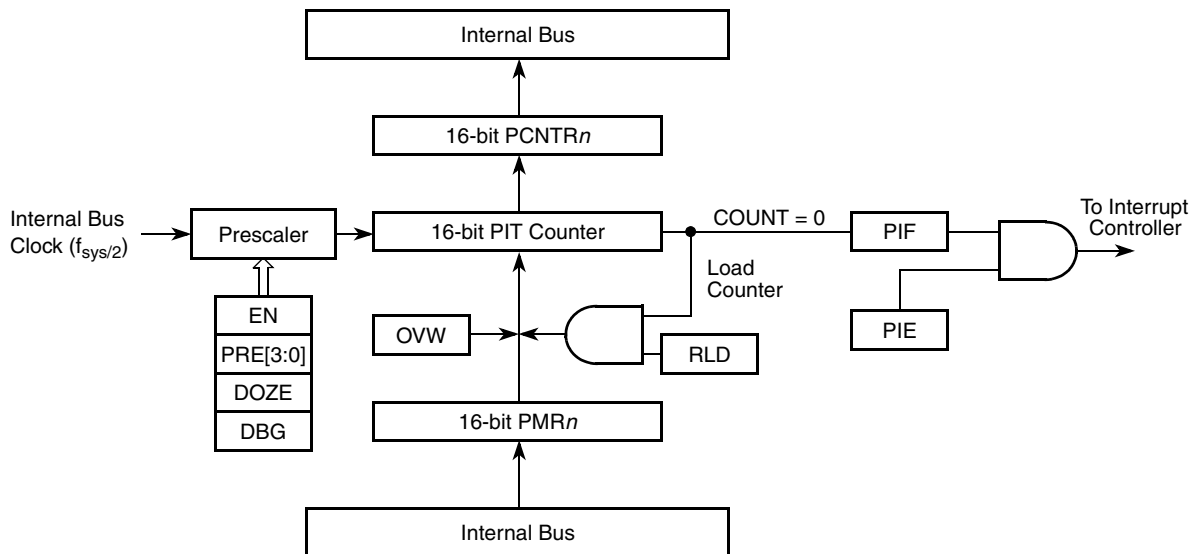 Internal Bus
16-bit PCNTRn
Internal Bus
Clock (fsys/2)
Prescaler
16-bit PIT Counter
COUNT = 0
PIF
To Interrupt
Controller
Load
Counter
EN
PRE[3:0]
DOZE
DBG
OVW
RLD
PIE
16-bit PMRn
Internal Bus